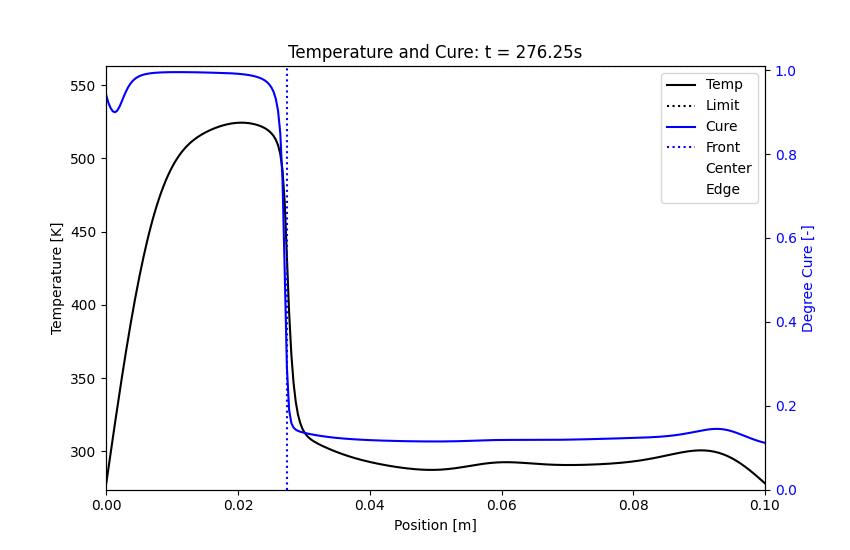 Temperature and Cure: t = 276.25s
550
500
450
400
350
300
Temperature [K]
1.0
0.8
0.6
0.4
0.2
0.0
Degree Cure [-]
Temp
Limit
Cure
Front
Center
Edge
0.00 0.02 0.04 0.06 0.08 0.10
Position [m]